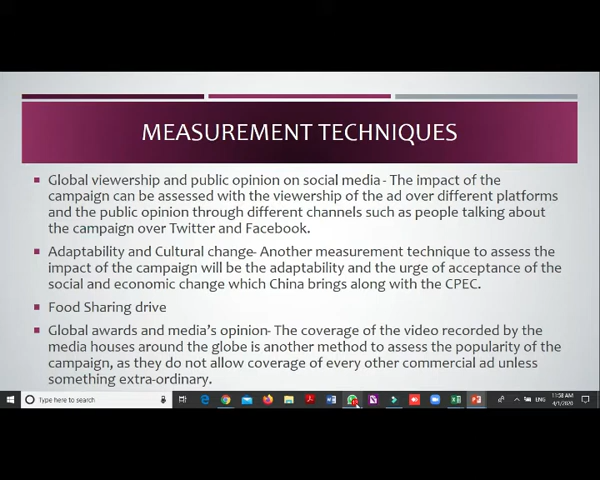 MEASUREMENT TECHNIQUES
Global viewership and public opinion on social media- The impact of the
campaign can be assessed with the viewership of the ad over different platforms
and the public opinion through different channels such as people talking about
the campaign over Twitter and Facebook.
Adaptability and Cultural change- Another measurement technique to assess the
impact of the campaign will be the adaptability and the urge of acceptance of the
social and economic change which China brings along with the CPEC.
Food Sharing drive
Global awards and media's opinion- The coverage of the video recorded by the
media houses around the globe is another method to assess the popularity of the
campaign, as they do not allow coverage of every other commercial ad unless
something extra-ordinary.
Type here to search
ENG
11:58 AM
4/1/2020